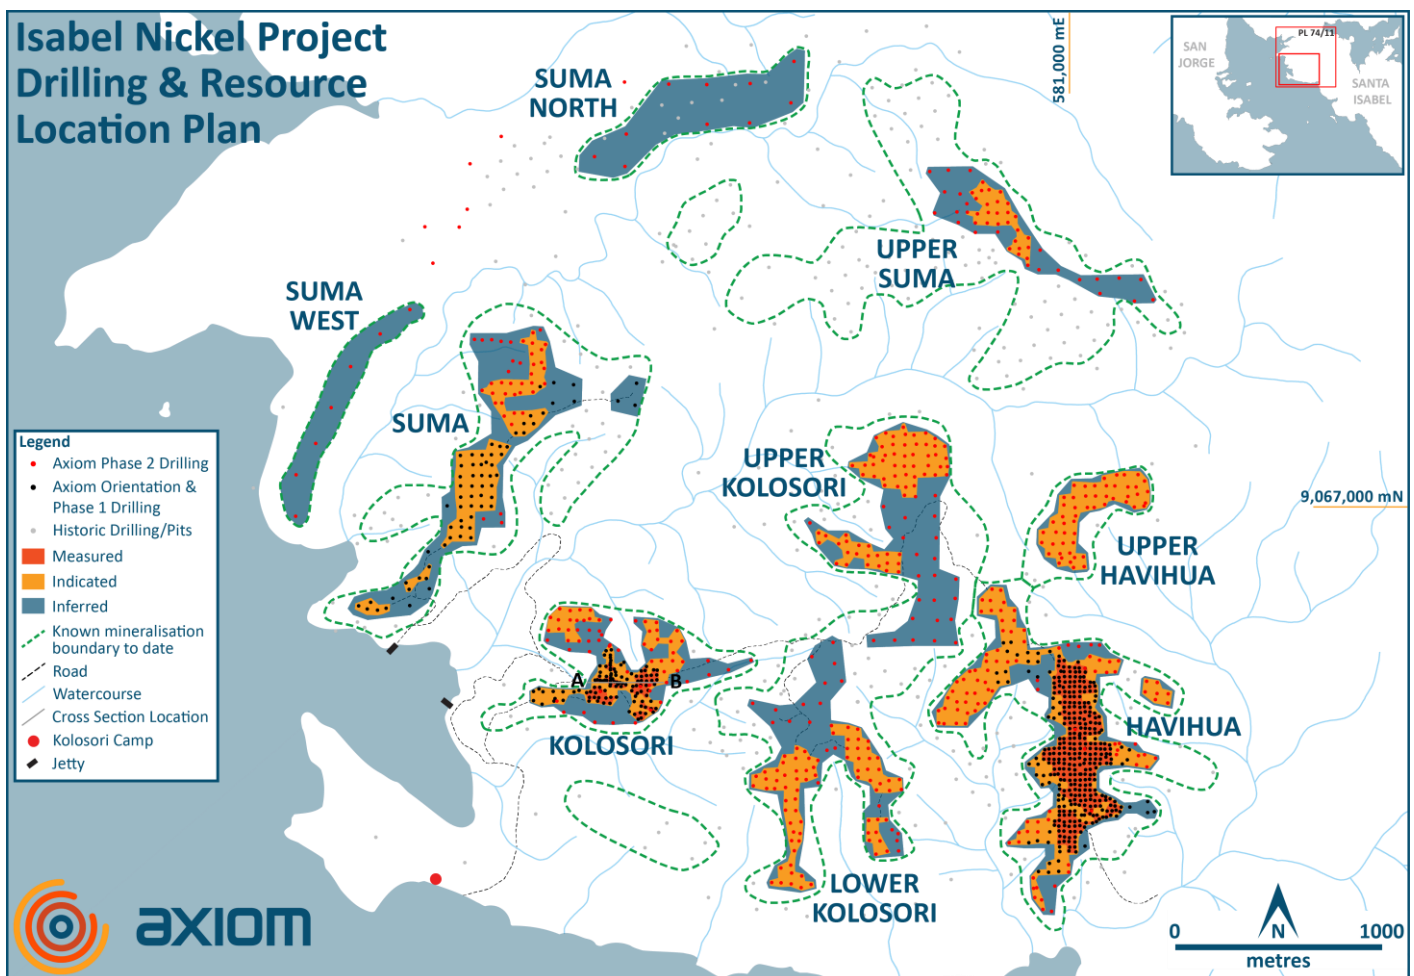 Isabel Nickel Project
Drilling & Resource
Location Plan
SUMA
NORTH
581,000 mE
PL 74/11
SAN
JORGE
SANTA
ISABEL
UPPER
SUMA
SUMA
WEST
SUMA
UPPER
KOLOSORI
9,067,000 mN
UPPER
HAVIHUA
Legend
Axiom Phase 2 Drilling
Axiom Orientation &
Phase 1 Drilling
Historic Drilling/Pits
Measured
Indicated
Inferred
Known mineralisation
boundary to date
Road
Watercourse
Cross Section Location
Kolosori Camp
Jetty
A
B
KOLOSORI
HAVIHUA
LOWER
KOLOSORI
axiom
N
0
1000
metres